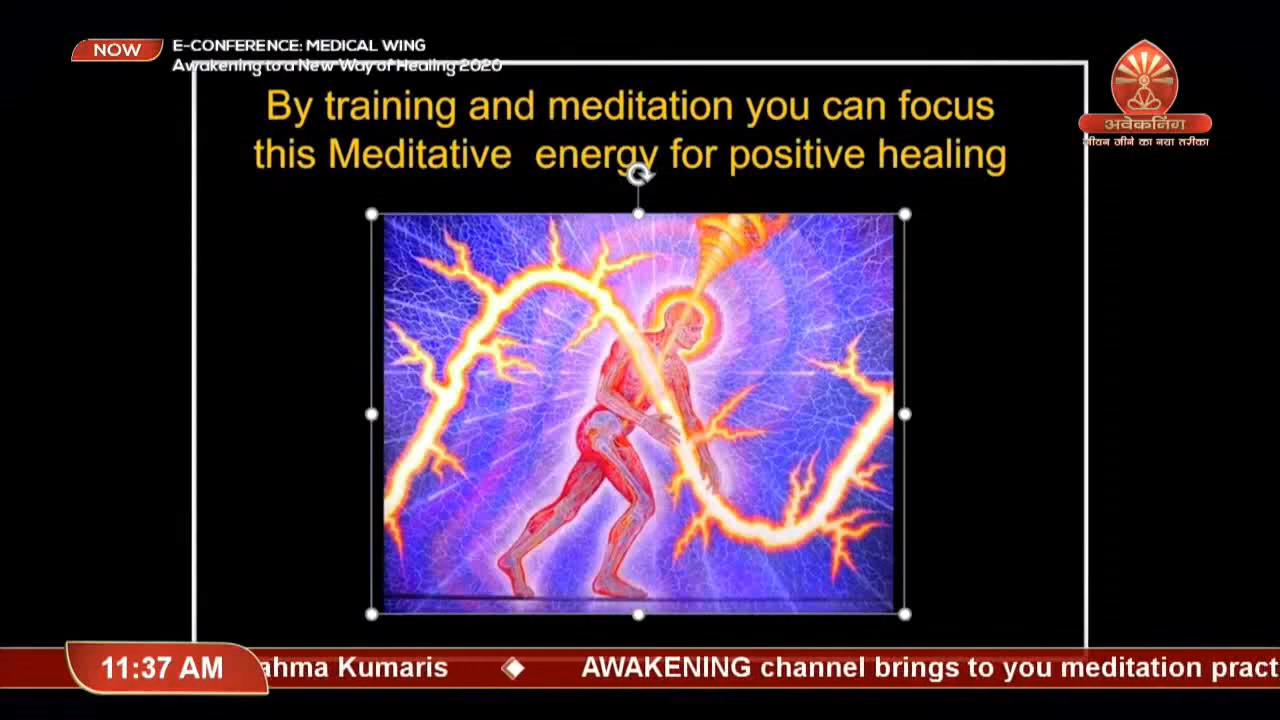 NOW
E-CONFERENCE: MEDICAL WING
Awakening to a New Way of Healing 2020
अवेकनिंग
जीवन जीने का नया तरीका
By training and meditation you can focus
this Meditative energy for positive healing
11:37 AM
ahma Kumaris
AWAKENING channel brings to you meditation pract